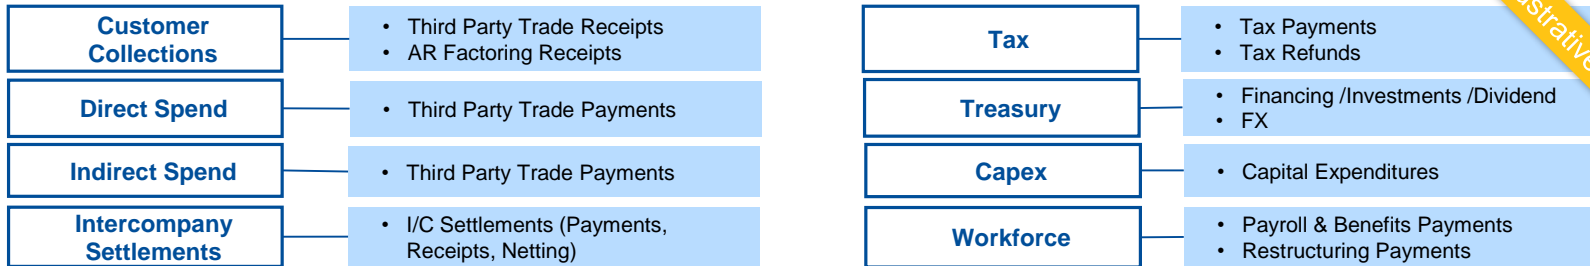 Customer
Collections
• Third Party Trade Receipts
• AR Factoring Receipts
Direct Spend
• Third Party Trade Payments
Indirect Spend
• Third Party Trade Payments
Intercompany
Settlements
• I/C Settlements (Payments,
Receipts, Netting)
Tax
• Tax Payments
• Tax Refunds
Treasury
• Financing /Investments /Dividend
• FX
Capex
• Capital Expenditures
Workforce
• Payroll & Benefits Payments
• Restructuring Payments